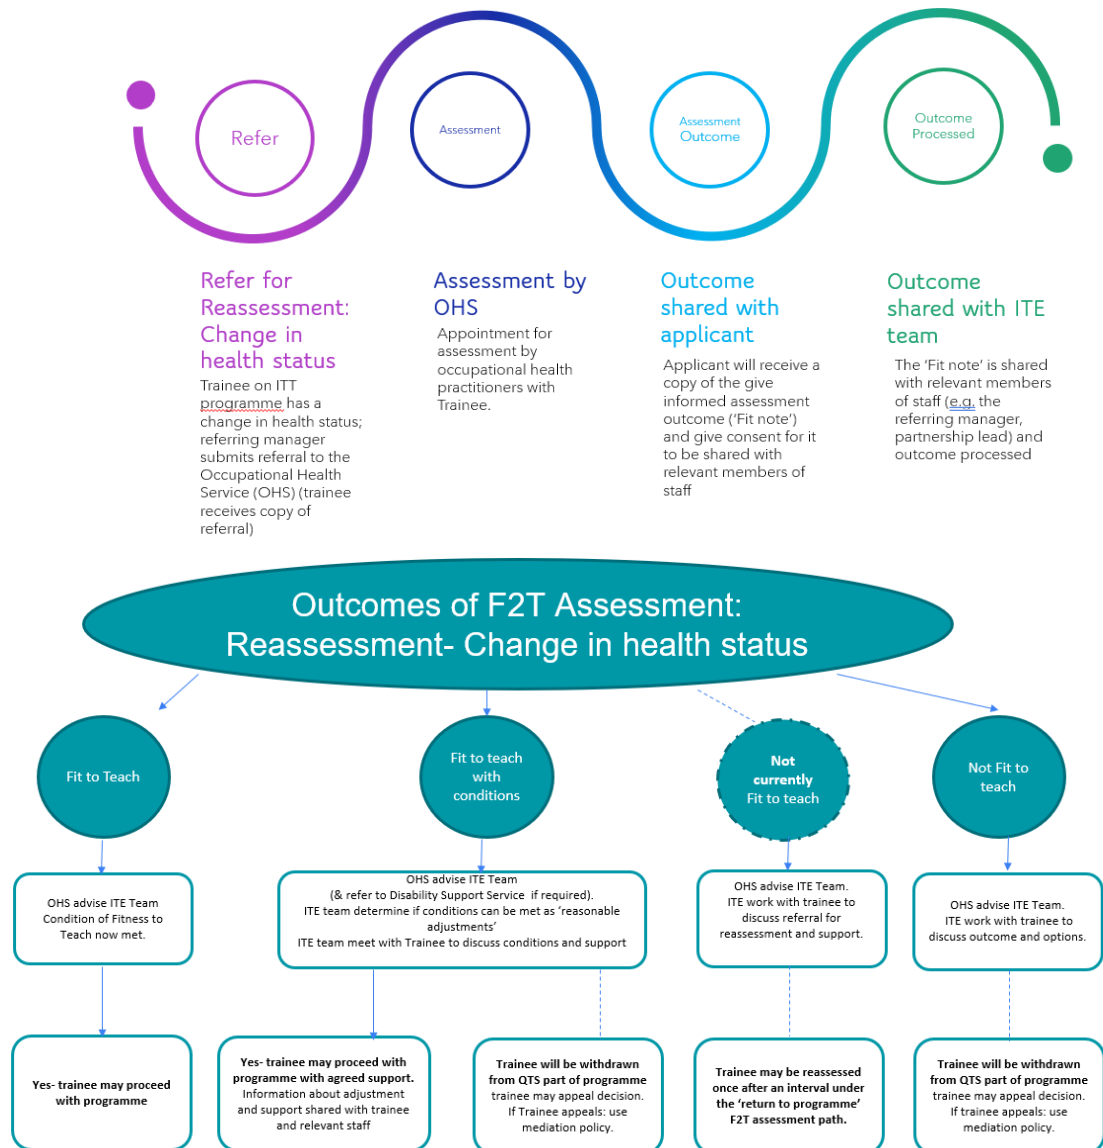 Refer
Assessment
Assessment
Outcome
Outcome
Processed
Refer for
Reassessment:
Change in
health status
Trainee on ITT
programme has a
change in health status;
referring manager
submits referral to the
Occupational Health
Service (OHS) (trainee
receives copy of
referral)
Assessment by
OHS
Appointment for
assessment by
occupational health
practitioners with
Trainee.
Outcome
shared with
applicant
Applicant will receive a
copy of the give
informed assessment
outcome (‘Fit note’)
and give consent for it
to be shared with
relevant members of
staff
Outcome
shared with ITE
team
The ‘Fit note’ is shared
with relevant members
of staff (e.g. the
referring manager,
partnership lead) and
outcome processed
Outcomes of F2T Assessment:
Reassessment- Change in health status
Fit to Teach
Fit to teach
with
conditions
Not
currently
Fit to teach
Not Fit to
teach
OHS advise ITE Team
Condition of Fitness to
Teach now met.
OHS advise ITE Team
(& refer to Disability Support Service if required).
ITE team determine if conditions can be met as ‘reasonable
adjustments’
ITE team meet with Trainee to discuss conditions and support
OHS advise ITE Team.
ITE work with trainee to
discuss referral for
reassessment and support.
OHS advise ITE Team.
ITE work with trainee to
discuss outcome and options.
Yes- trainee may proceed
with programme
Yes- trainee may proceed with
programme with agreed support.
Information about adjustment
and support shared with trainee
and relevant staff
Trainee will be withdrawn
from QTS part of programme
trainee may appeal decision.
If Trainee appeals: use
mediation policy.
Trainee may be reassessed
once after an interval under
the ‘return to programme’
F2T assessment path.
Trainee will be withdrawn
from QTS part of programme
trainee may appeal decision.
If Trainee appeals: use
mediation policy.